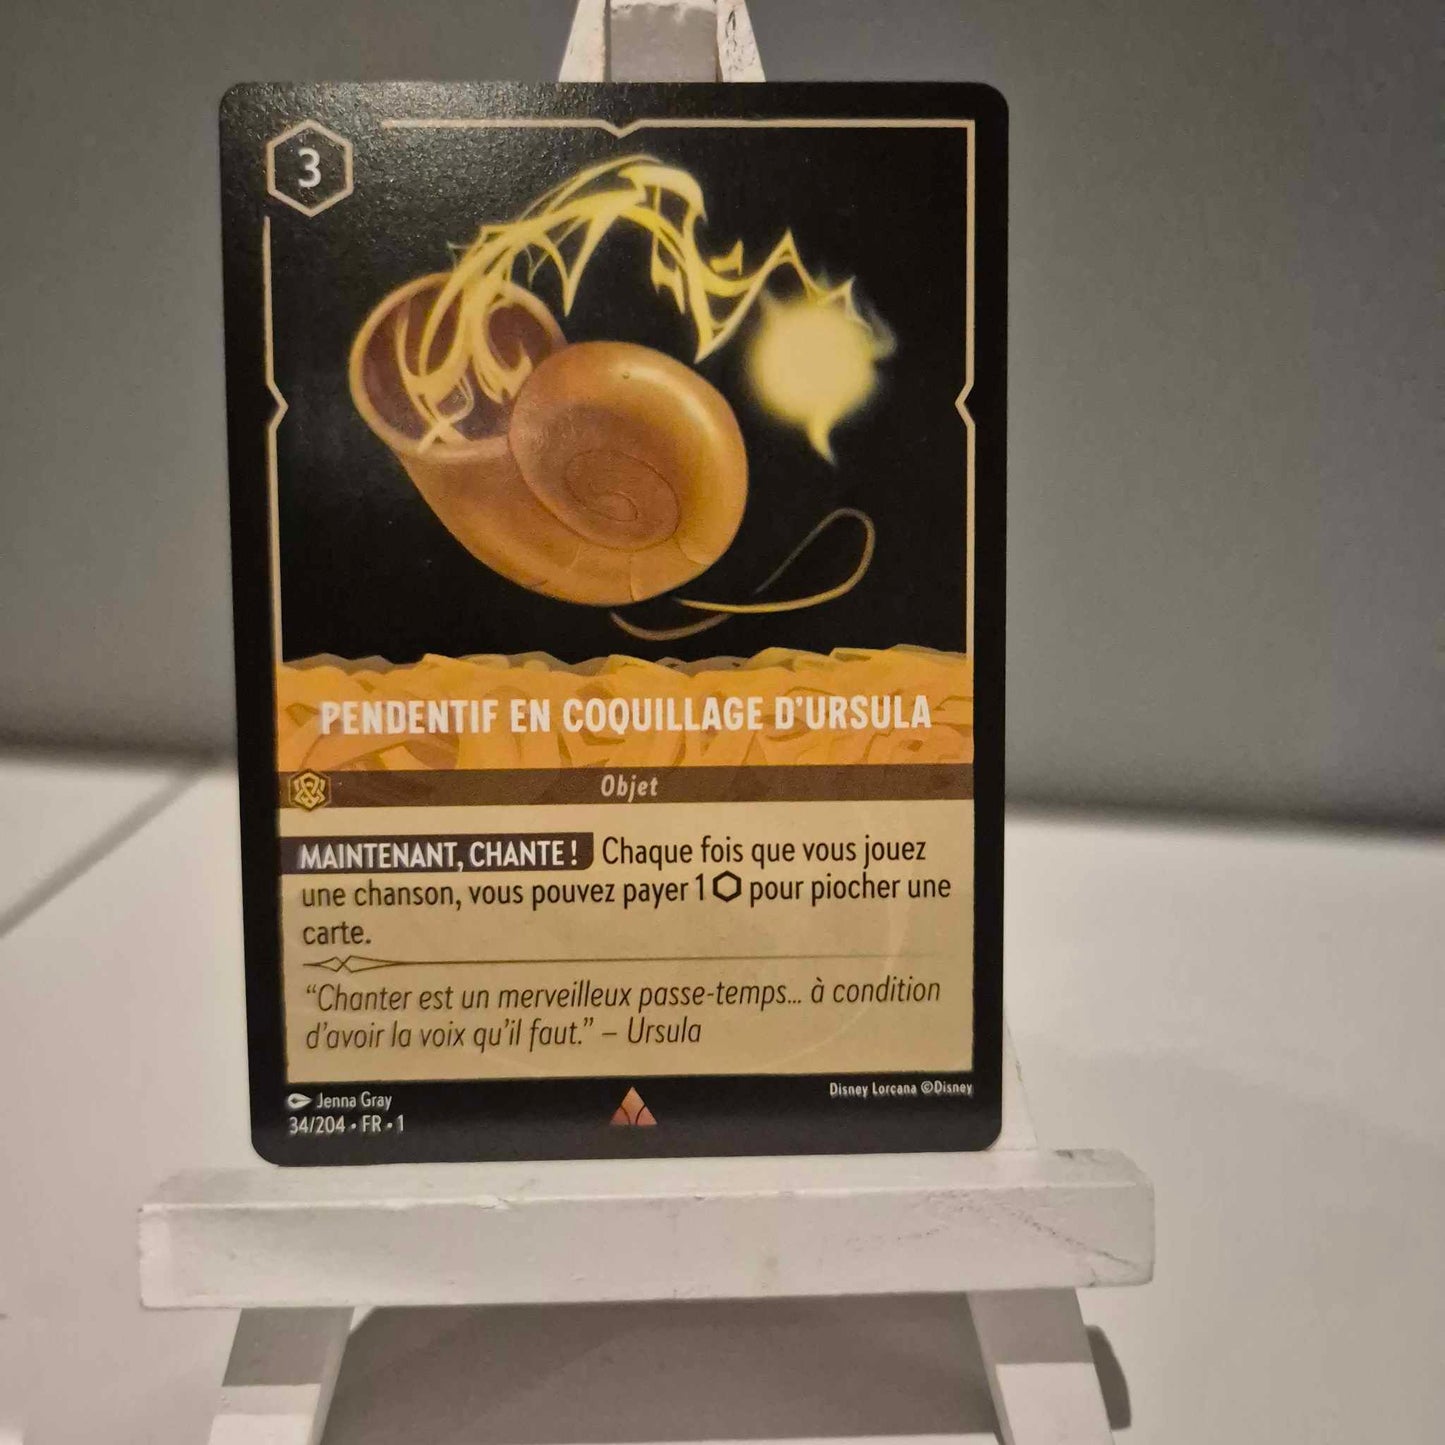 3
PENDENTIF EN COQUILLAGE D'URSULA
Objet
MAINTENANT, CHANTE ! Chaque fois que vous jouez
une chanson, vous pouvez payer 1 ⬡ pour piocher une
carte.
“Chanter est un merveilleux passe-temps... à condition
d'avoir la voix qu'il faut.” – Ursula
Jenna Gray
Disney Lorcana ©Disney
34/204 • FR • 1